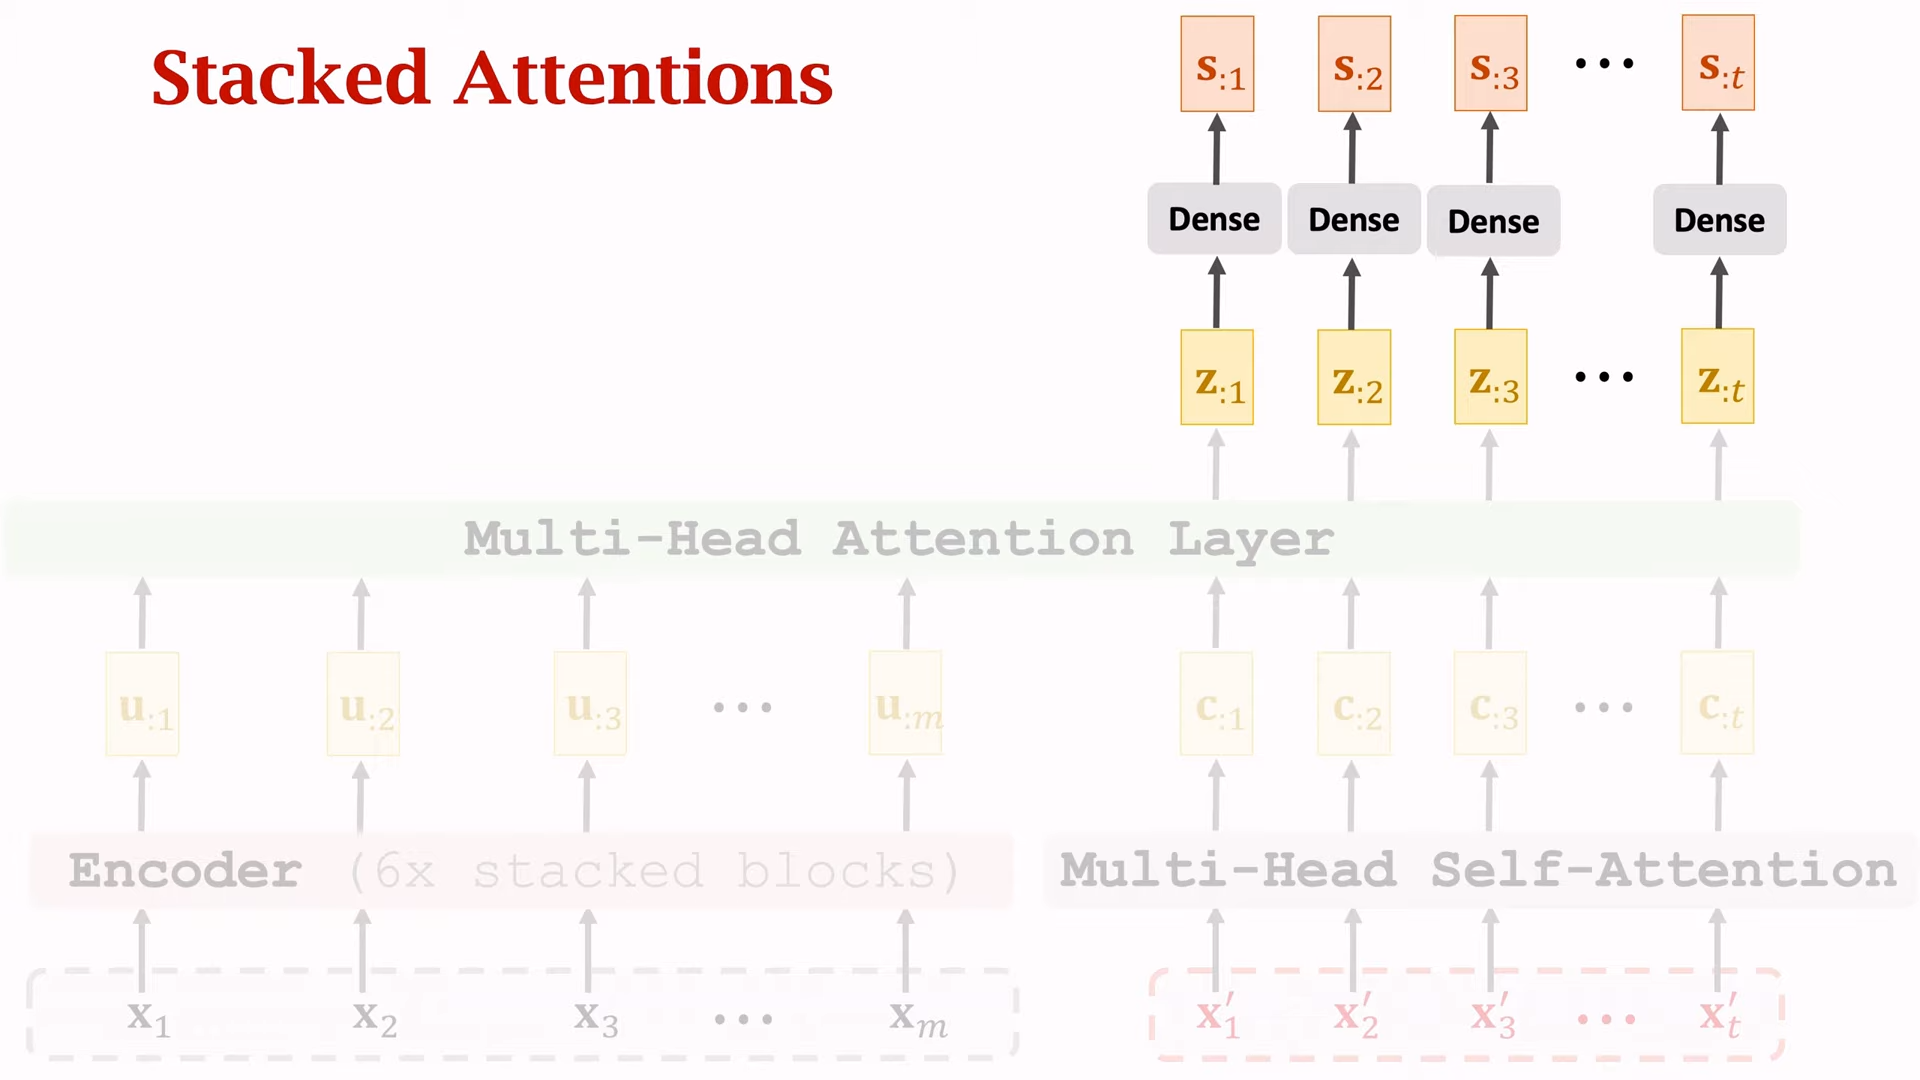 Stacked Attentions
s:1 s:2 s:3 ... s:t
Dense Dense Dense Dense
z:1 z:2 z:3 ... z:t
Multi-Head Attention Layer
u:1 u:2 u:3 ... u:m c:1 c:2 c:3 ... c:t
Encoder (6x stacked blocks) Multi-Head Self-Attention
x1 x2 x3 ... xm x′1 x′2 x′3 ... x′t